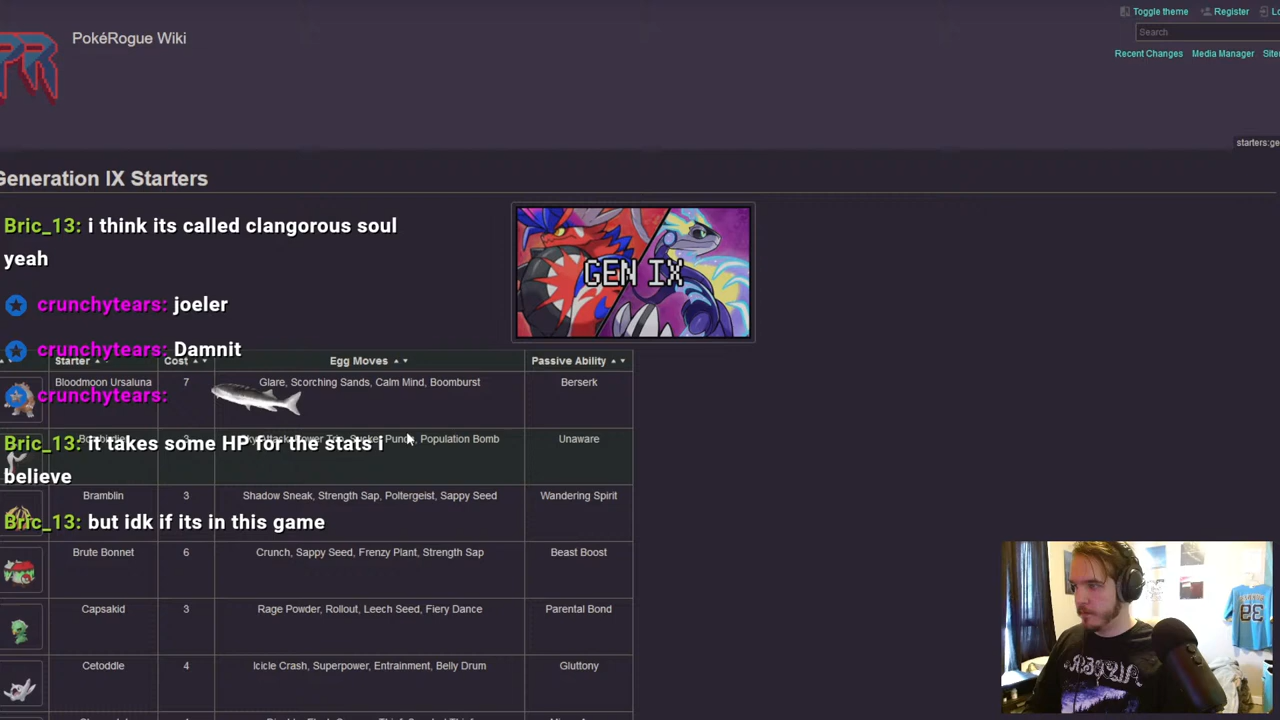 Toggle theme Register
PokéRogue Wiki
Search
Recent Changes Media Manager
PR
starters:ge
Generation IX Starters
Bric_13: i think its called clangorous soul
yeah
GEN IX
crunchytears: joeler
crunchytears: Damnit
Starter Cost Egg Moves Passive Ability
Bloodmoon Ursaluna 7 Glare, Scorching Sands, Calm Mind, Boomburst Berserk
crunchytears:
Population Bomb Unaware
Bric_13: it takes some HP for the stats i
believe
Bramblin 3 Shadow Sneak, Strength Sap, Poltergeist, Sappy Seed Wandering Spirit
Bric_13: but idk if its in this game
Brute Bonnet 6 Crunch, Sappy Seed, Frenzy Plant, Strength Sap Beast Boost
Capsakid 3 Rage Powder, Rollout, Leech Seed, Fiery Dance Parental Bond
Cetoddle 4 Icicle Crash, Superpower, Entrainment, Belly Drum Gluttony